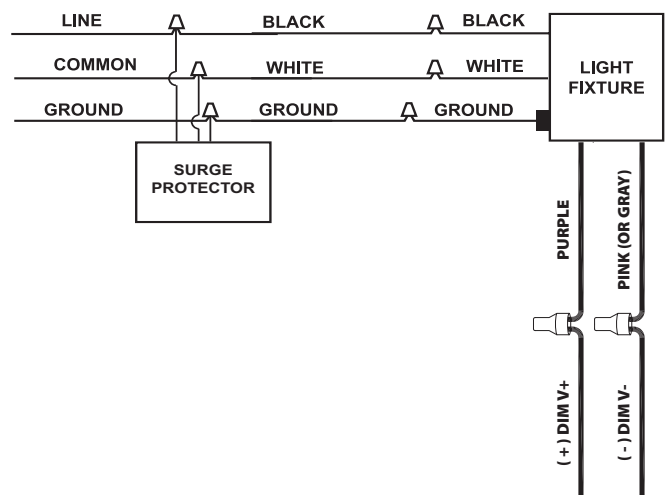 LINE
BLACK
BLACK
COMMON
WHITE
WHITE
GROUND
GROUND
GROUND
LIGHT
FIXTURE
SURGE
PROTECTOR
PURPLE
PINK (OR GRAY)
(+) DIM V+
(-) DIM V-